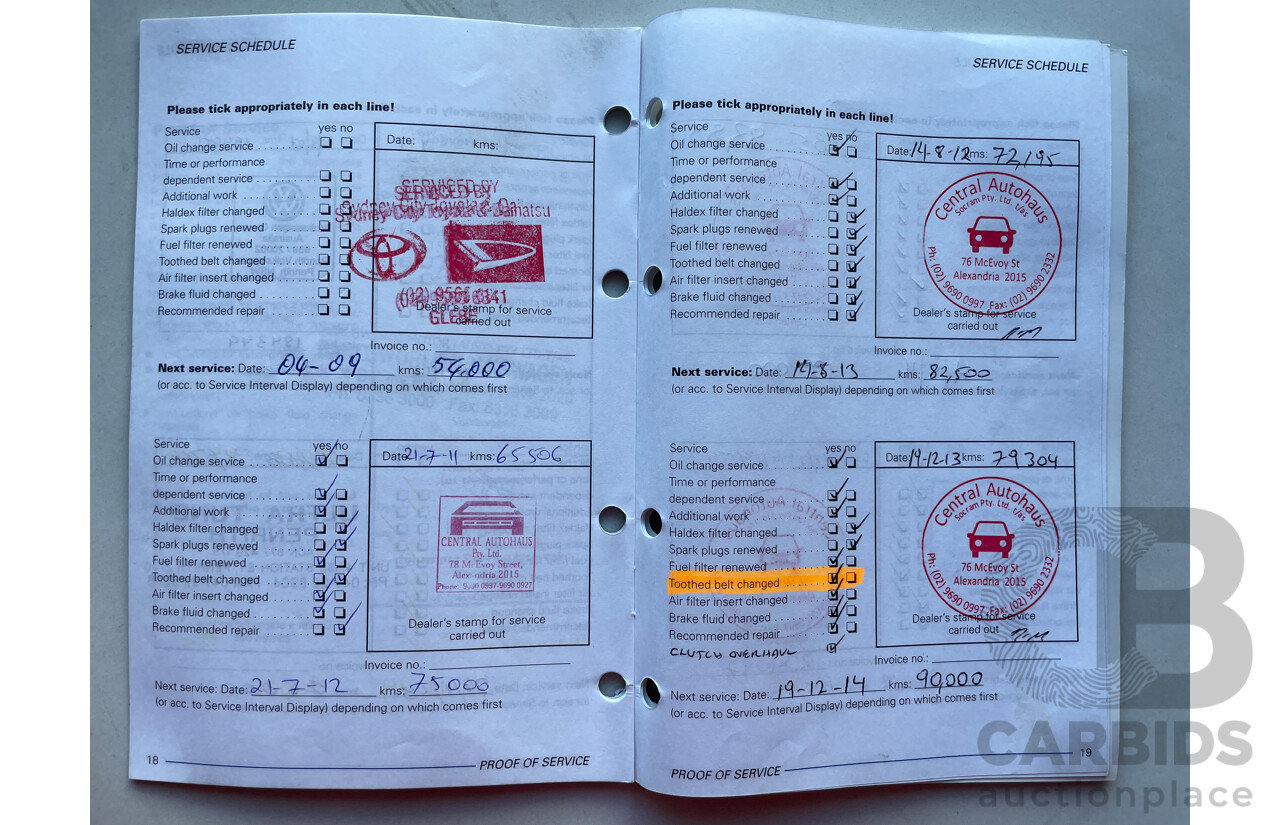 SERVICE SCHEDULE
Please tick appropriately in each line!
Service yes no
Oil change service
Time or performance
dependent service
Additional work
Haldex filter changed
Spark plugs renewed
Fuel filter renewed
Toothed belt changed
Air filter insert changed
Brake fluid changed
Recommended repair
Date: kms:
SERVICED BY
GLEBE
Dealer's stamp for service
carried out
Invoice no.:
Next service: Date: 04-09 kms: 54,000
(or acc. to Service Interval Display) depending on which comes first
Service yes no
Oil change service
Time or performance
dependent service
Additional work
Haldex filter changed
Spark plugs renewed
Fuel filter renewed
Toothed belt changed
Air filter insert changed
Brake fluid changed
Recommended repair
Date: 21-7-11 kms: 65506
CENTRAL AUTOHAUS
Pty. Ltd.
78 McEvoy Street,
Alexandria 2015
Dealer's stamp for service
carried out
Invoice no.:
Next service: Date: 21-7-12 kms: 75000
(or acc. to Service Interval Display) depending on which comes first
18 PROOF OF SERVICE
SERVICE SCHEDULE
Please tick appropriately in each line!
Service yes no
Oil change service
Time or performance
dependent service
Additional work
Haldex filter changed
Spark plugs renewed
Fuel filter renewed
Toothed belt changed
Air filter insert changed
Brake fluid changed
Recommended repair
Date: 14-8-12 kms: 72,195
Central Autohaus
Socram Pty. Ltd. t/as
76 McEvoy St
Alexandria 2015
Ph: (02) 9690 0997 Fax: (02) 9690 2332
Dealer's stamp for service
carried out
Invoice no.:
Next service: Date: 14-8-13 kms: 82,500
(or acc. to Service Interval Display) depending on which comes first
Service yes no
Oil change service
Time or performance
dependent service
Additional work
Haldex filter changed
Spark plugs renewed
Fuel filter renewed
Toothed belt changed
Air filter insert changed
Brake fluid changed
Recommended repair
CLUTCH OVERHAUL
Date: 19-12-13 kms: 79304
Central Autohaus
Socram Pty. Ltd. t/as
76 McEvoy St
Alexandria 2015
Ph: (02) 9690 0997 Fax: (02) 9690 2332
Dealer's stamp for service
carried out
Invoice no.:
Next service: Date: 19-12-14 kms: 90,000
(or acc. to Service Interval Display) depending on which comes first
PROOF OF SERVICE 19
CB
CARBIDS
auctionplace